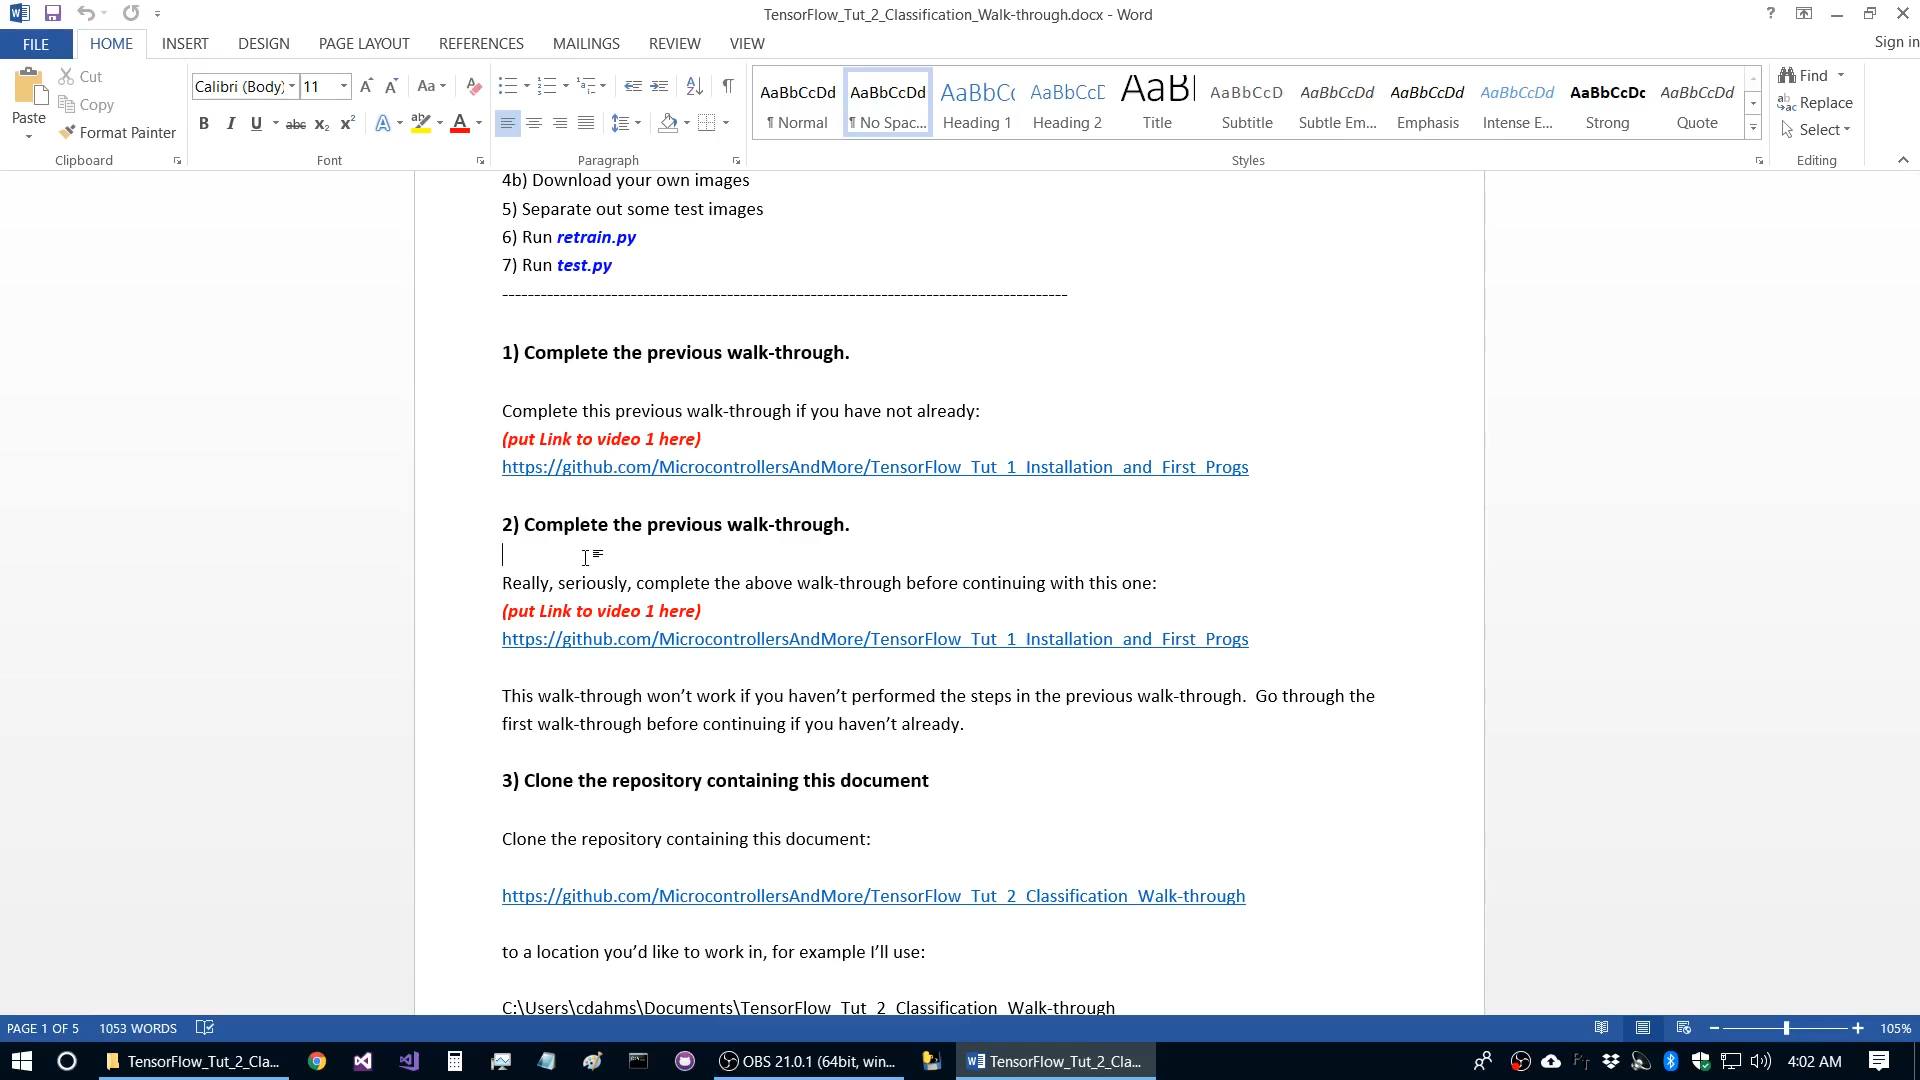 TensorFlow_Tut_2_Classification_Walk-through.docx - Word
?
FILE HOME INSERT DESIGN PAGE LAYOUT REFERENCES MAILINGS REVIEW VIEW Sign in
Paste
Cut
Copy
Format Painter
Clipboard
Calibri (Body) 11
Font
Paragraph
AaBbCcDd AaBbCcDd AaBbCc AaBbCcD AaBl AaBbCcD AaBbCcDd AaBbCcDd AaBbCcDd AaBbCcDc AaBbCcDd
¶ Normal ¶ No Spac... Heading 1 Heading 2 Title Subtitle Subtle Em... Emphasis Intense E... Strong Quote
Styles
Find
Replace
Select
Editing
4b) Download your own images
5) Separate out some test images
6) Run retrain.py
7) Run test.py
----------------------------------------------------------------------------------------
1) Complete the previous walk-through.
Complete this previous walk-through if you have not already:
(put Link to video 1 here)
https://github.com/MicrocontrollersAndMore/TensorFlow_Tut_1_Installation_and_First_Progs
2) Complete the previous walk-through.
Really, seriously, complete the above walk-through before continuing with this one:
(put Link to video 1 here)
https://github.com/MicrocontrollersAndMore/TensorFlow_Tut_1_Installation_and_First_Progs
This walk-through won’t work if you haven’t performed the steps in the previous walk-through.  Go through the
first walk-through before continuing if you haven’t already.
3) Clone the repository containing this document
Clone the repository containing this document:
https://github.com/MicrocontrollersAndMore/TensorFlow_Tut_2_Classification_Walk-through
to a location you’d like to work in, for example I’ll use:
C:\Users\cdahms\Documents\TensorFlow_Tut_2_Classification_Walk-through
PAGE 1 OF 5 1053 WORDS 105%
TensorFlow_Tut_2_Cla... OBS 21.0.1 (64bit, win... TensorFlow_Tut_2_Cla... 4:02 AM